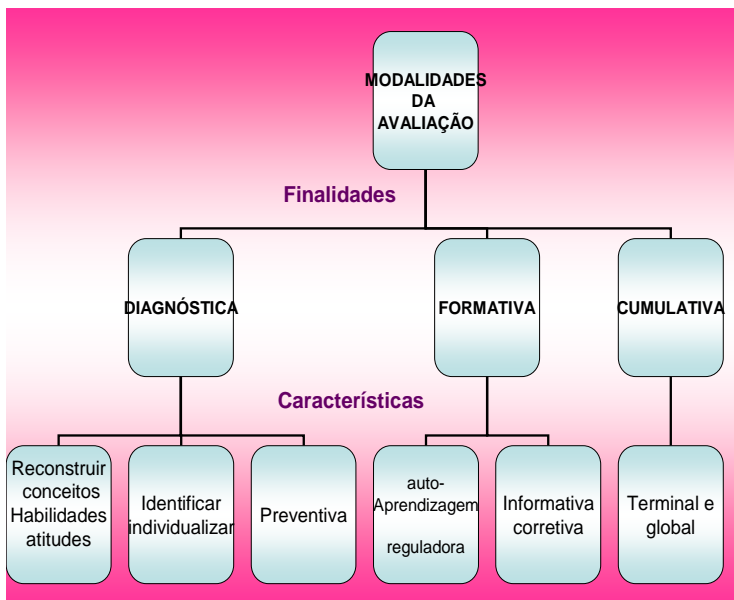 MODALIDADES
DA
AVALIAÇÃO
Finalidades
DIAGNÓSTICA
FORMATIVA
CUMULATIVA
Características
Reconstruir
conceitos
Habilidades
atitudes
Identificar
individualizar
Preventiva
auto-
Aprendizagem
reguladora
Informativa
corretiva
Terminal e
global